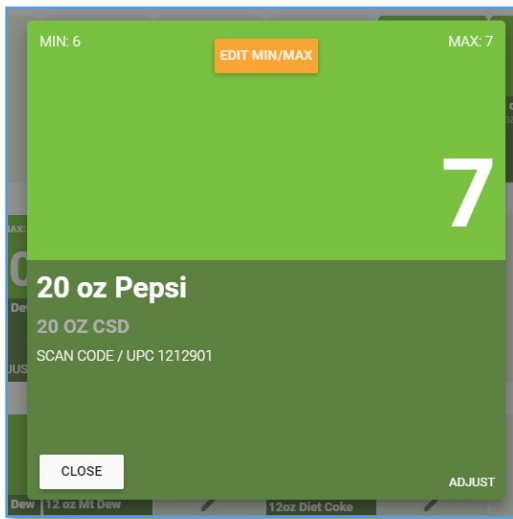 MIN: 6
EDIT MIN/MAX
MAX: 7
7
20 oz Pepsi
20 OZ CSD
SCAN CODE / UPC 1212901
CLOSE
ADJUST
Dew
12 oz Mt Dew
12oz Diet Coke